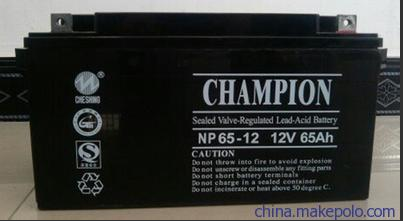 CHESHING
CHAMPION
Sealed Valve-Regulated Lead-Acid Battery
NP 65-12 12V 65Ah
CAUTION
Do not throw into fire to avoid explosion
Do not unscrew or disassemble any fitting parts
Do not short battery terminals
Do not charge in a sealed container
Do not incinerate or heat above 50 degree C.
china.makepolo.com